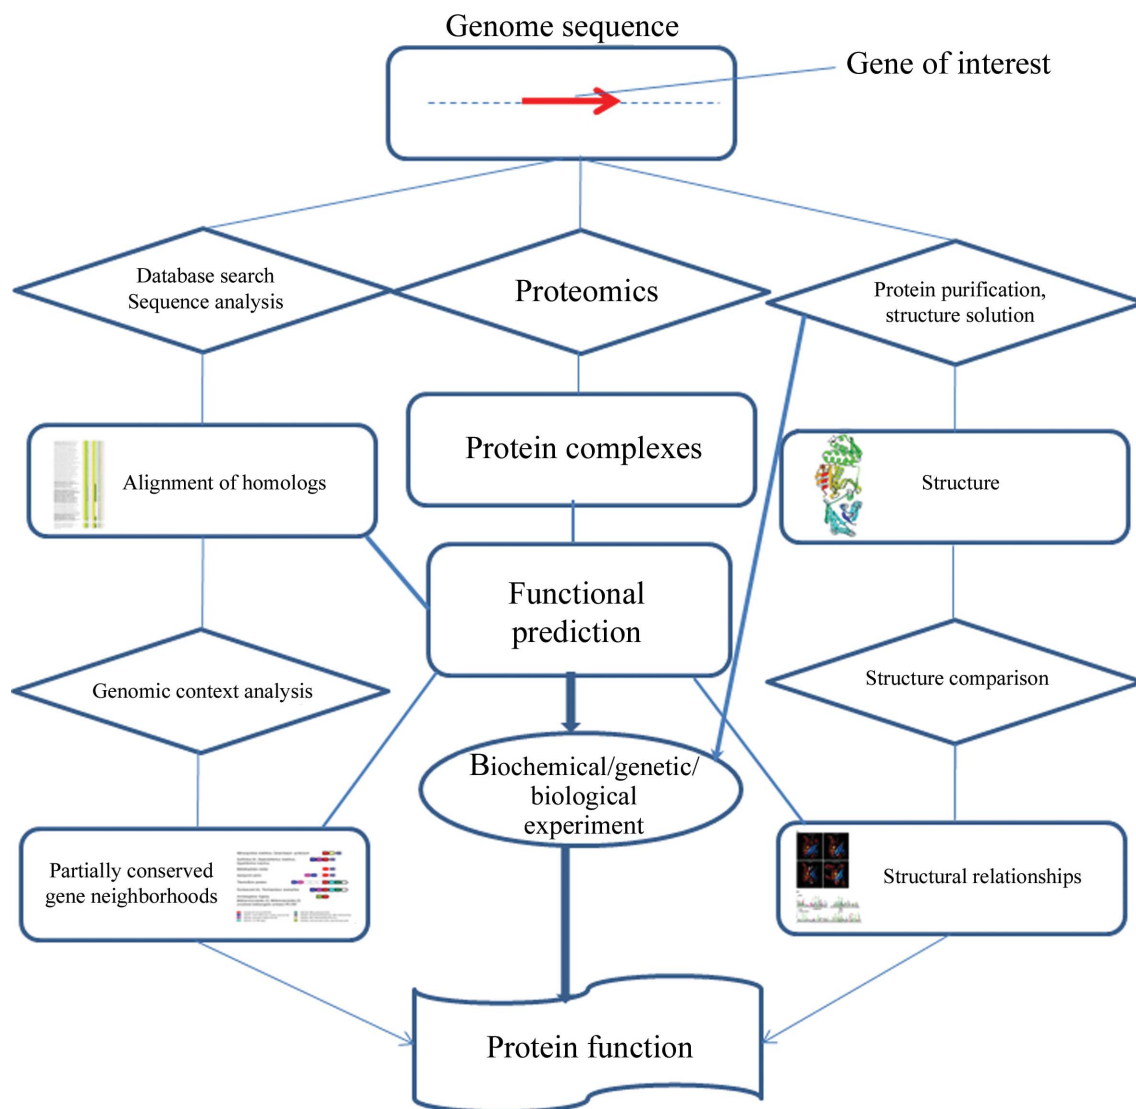 Genome sequence
Gene of interest
Database search
Sequence analysis
Proteomics
Protein purification,
structure solution
Alignment of homologs
Protein complexes
Structure
Functional
prediction
Genomic context analysis
Structure comparison
Biochemical/genetic/
biological
experiment
Partially conserved
gene neighborhoods
Structural relationships
Protein function